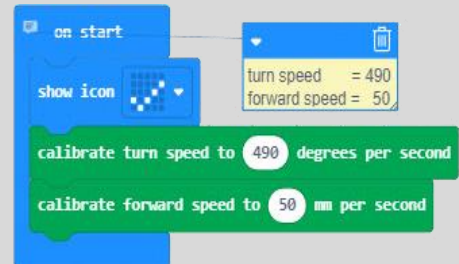 on start
turn speed = 490
forward speed = 50
show icon
calibrate turn speed to 490 degrees per second
calibrate forward speed to 50 mm per second